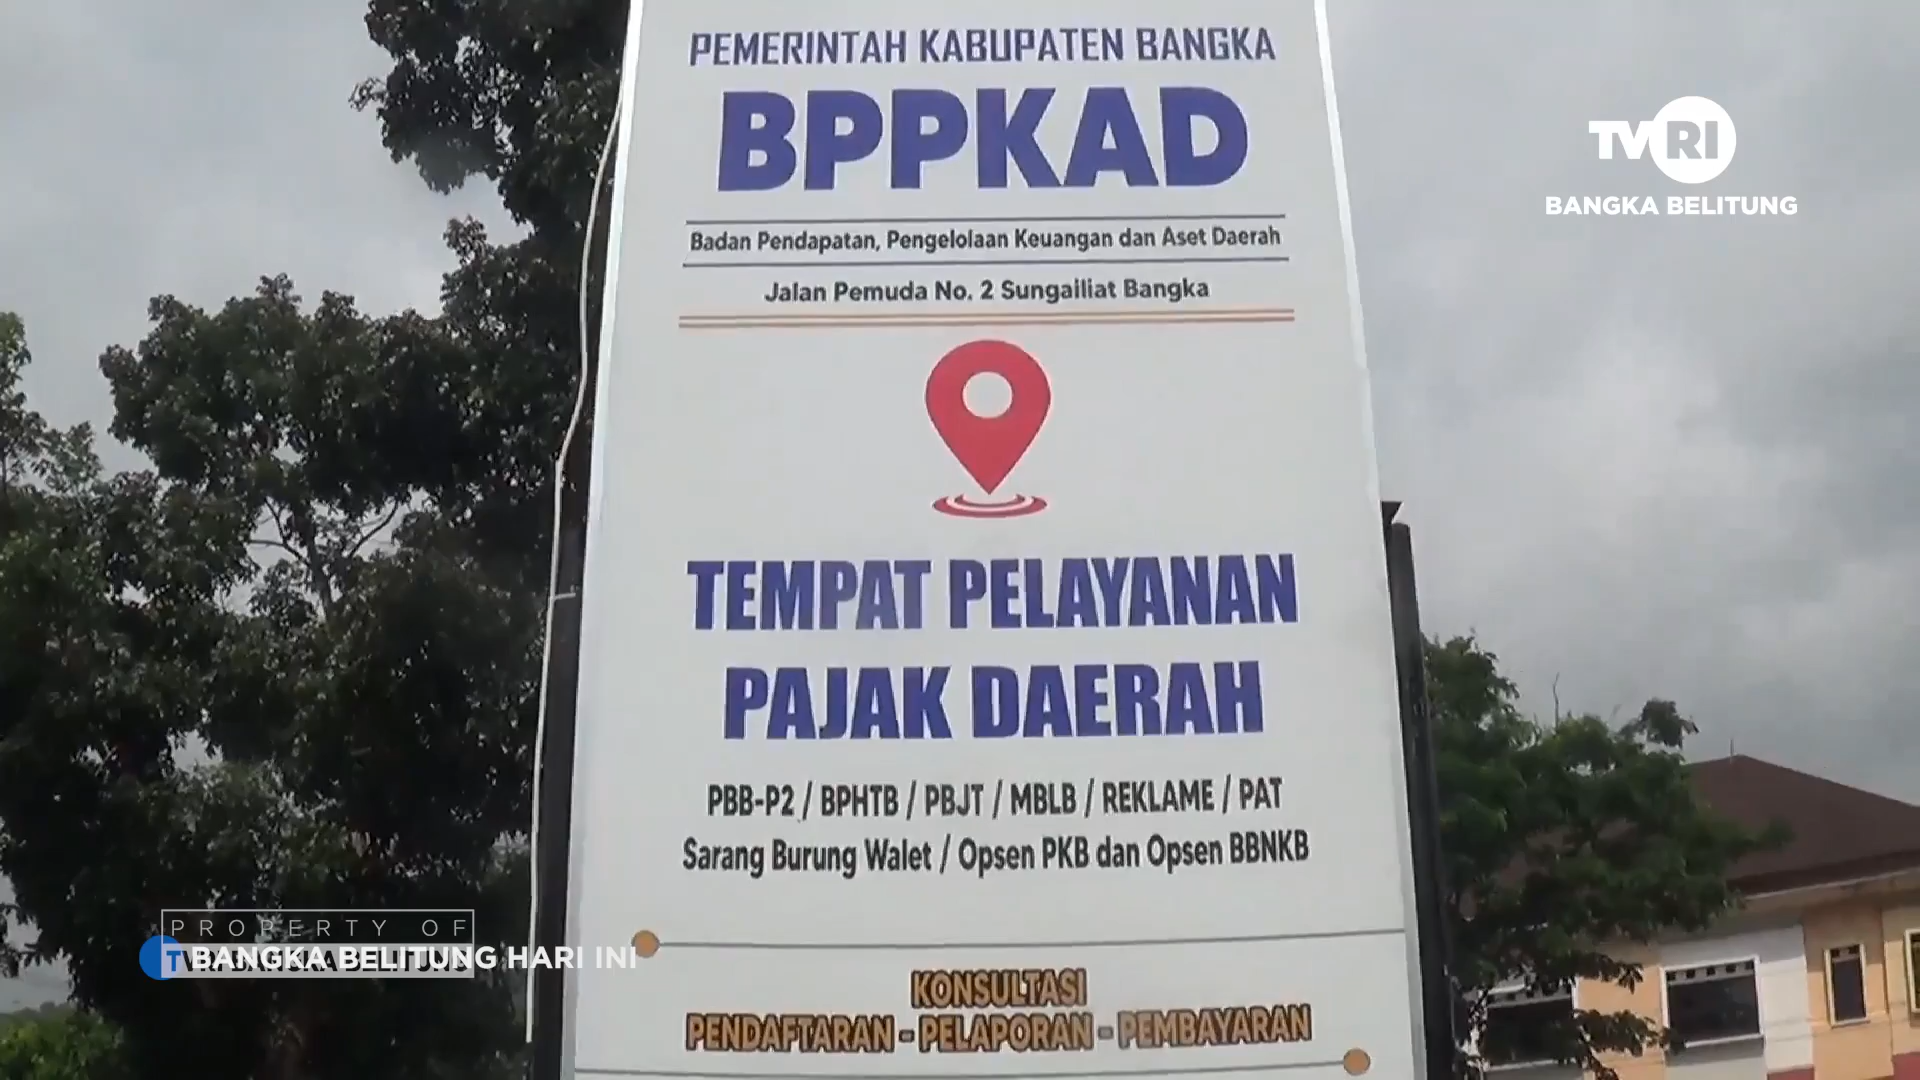 PEMERINTAH KABUPATEN BANGKA
BPPKAD
Badan Pendapatan, Pengelolaan Keuangan dan Aset Daerah
Jalan Pemuda No. 2 Sungailiat Bangka
TEMPAT PELAYANAN
PAJAK DAERAH
PBB-P2 / BPHTB / PBJT / MBLB / REKLAME / PAT
Sarang Burung Walet / Opsen PKB dan Opsen BBNKB
KONSULTASI
PENDAFTARAN - PELAPORAN - PEMBAYARAN
TVRI
BANGKA BELITUNG
PROPERTY OF
BANGKA BELITUNG HARI INI